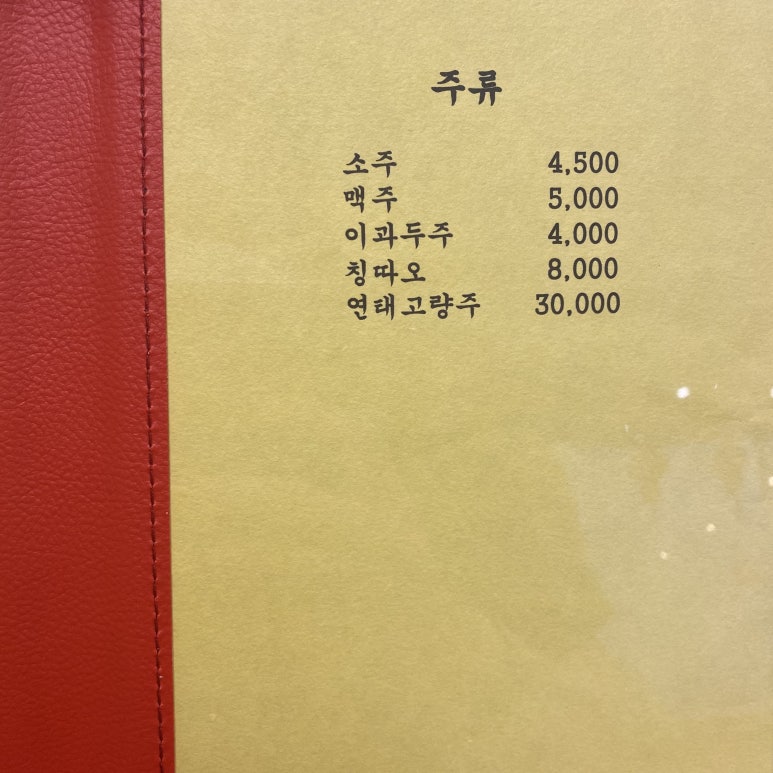 주류
소주 4,500
맥주 5,000
이과두주 4,000
칭따오 8,000
연태고량주 30,000